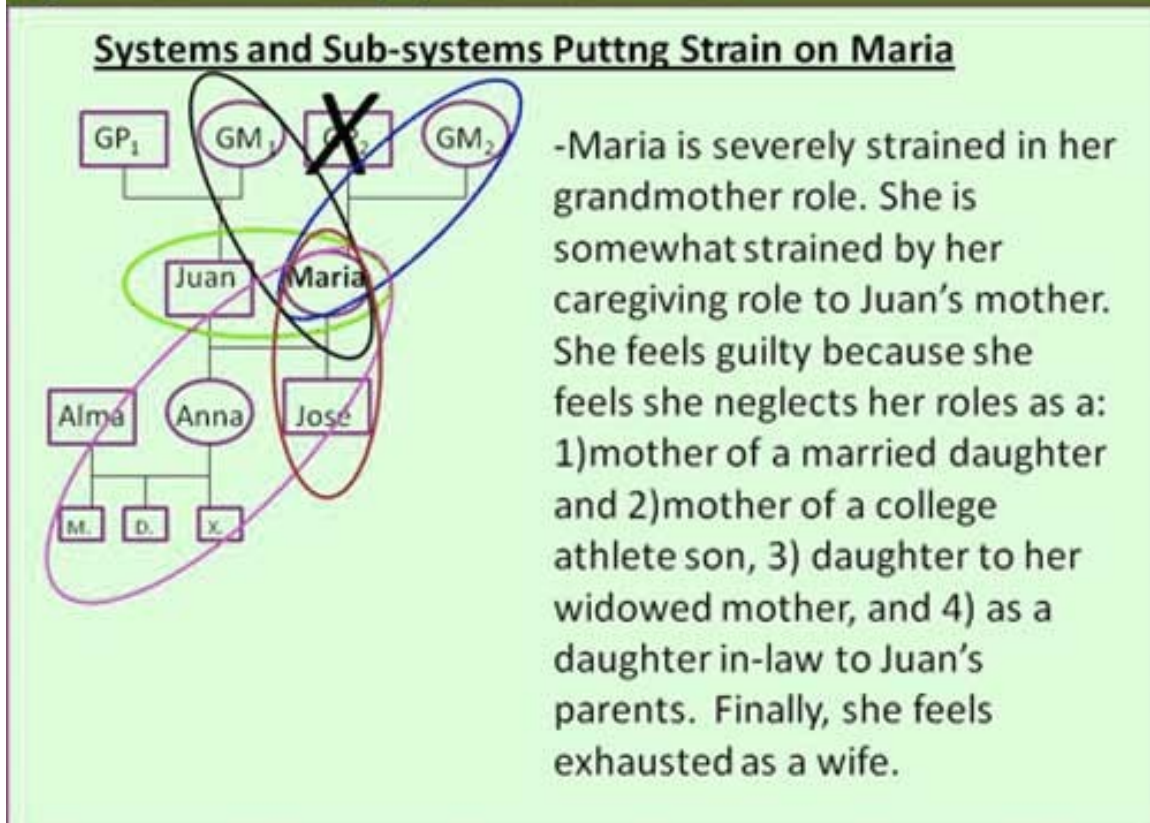 Systems and Sub-systems Puttng Strain on Maria
GP1 GM1 GP2 GM2
-Maria is severely strained in her
grandmother role. She is
somewhat strained by her
caregiving role to Juan's mother.
She feels guilty because she
feels she neglects her roles as a:
1)mother of a married daughter
and 2)mother of a college
athlete son, 3) daughter to her
widowed mother, and 4) as a
daughter in-law to Juan's
parents. Finally, she feels
exhausted as a wife.
Juan Maria
Alma Anna José
M. D. X.